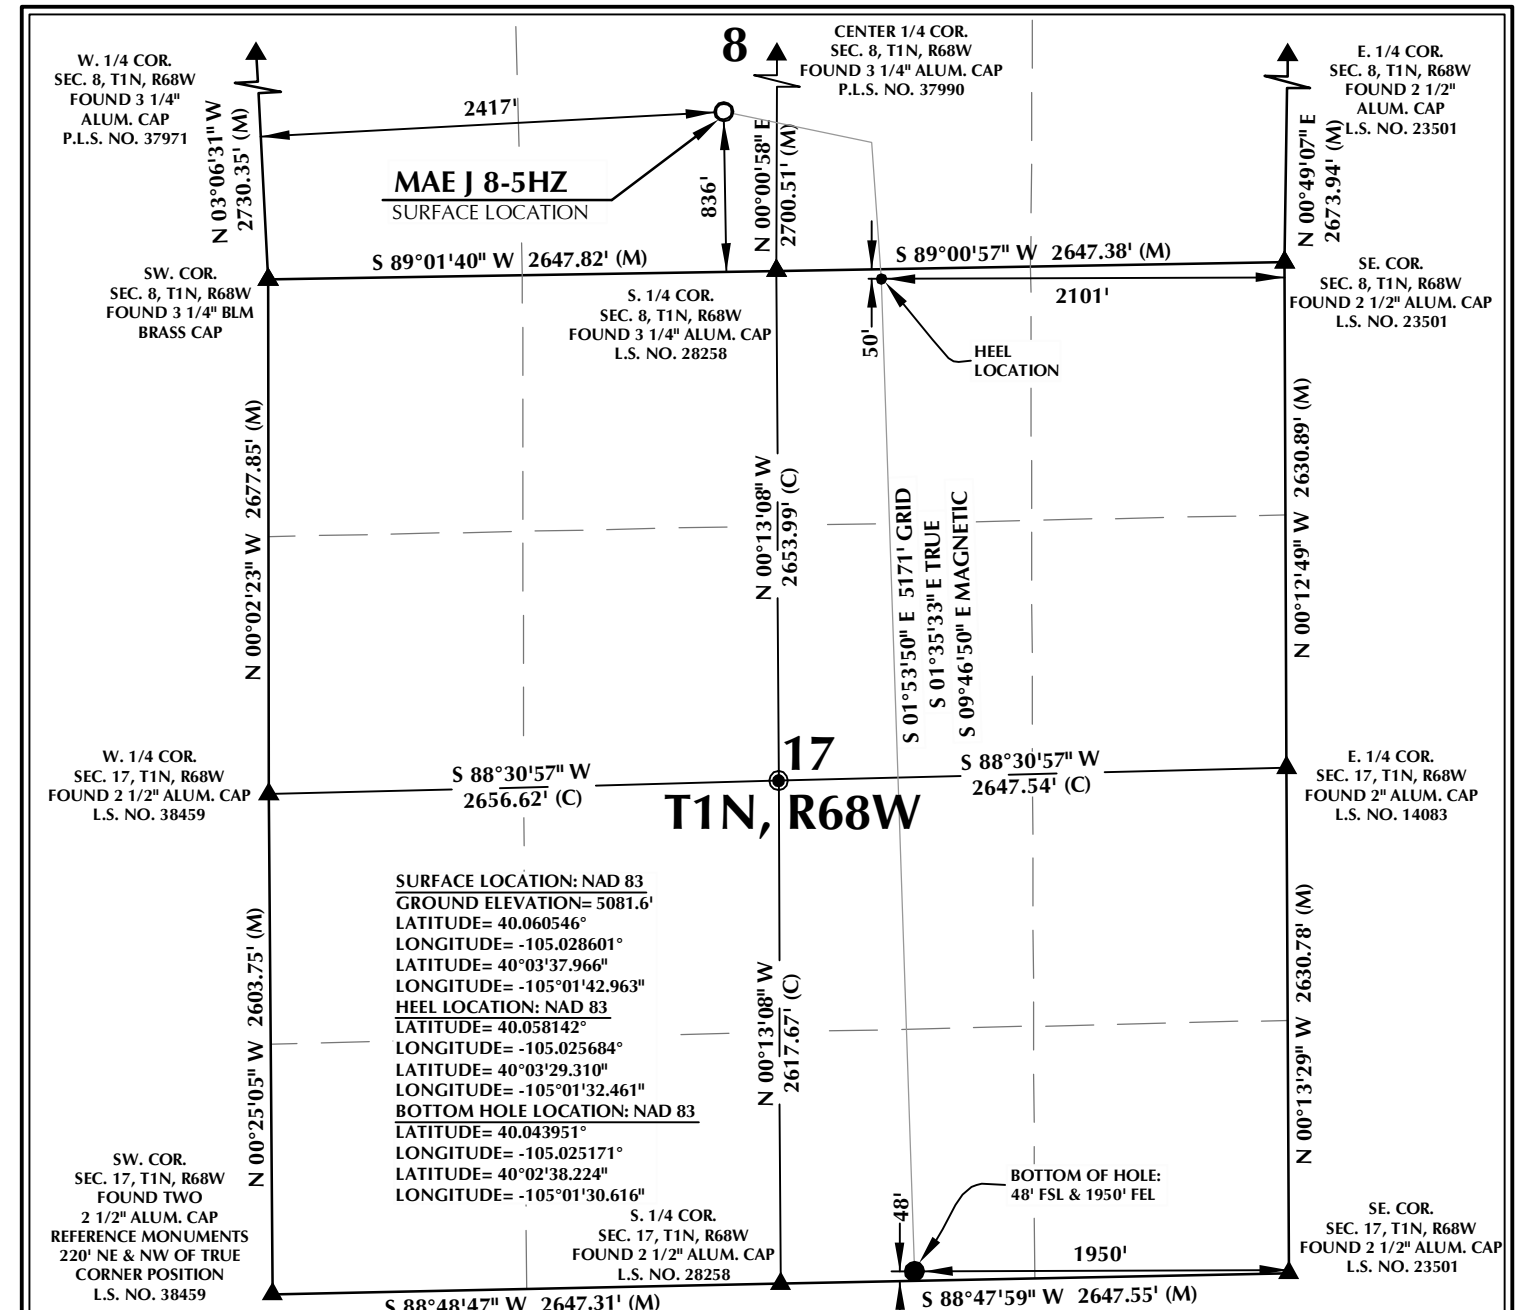 W. 1/4 COR.
SEC. 8, T1N, R68W
FOUND 3 1/4"
ALUM. CAP
P.L.S. NO. 37971
8
CENTER 1/4 COR.
SEC. 8, T1N, R68W
FOUND 3 1/4" ALUM. CAP
P.L.S. NO. 37990
E. 1/4 COR.
SEC. 8, T1N, R68W
FOUND 2 1/2"
ALUM. CAP
L.S. NO. 23501
N 03°06'31" W
2730.35' (M)
2417'
MAE J 8-5HZ
SURFACE LOCATION
836'
N 00°00'58" E
2700.51' (M)
N 00°49'07" E
2673.94' (M)
S 89°01'40" W 2647.82' (M)
S 89°00'57" W 2647.38' (M)
SW. COR.
SEC. 8, T1N, R68W
FOUND 3 1/4" BLM
BRASS CAP
S. 1/4 COR.
SEC. 8, T1N, R68W
FOUND 3 1/4" ALUM. CAP
L.S. NO. 28258
2101'
SE. COR.
SEC. 8, T1N, R68W
FOUND 2 1/2" ALUM. CAP
L.S. NO. 23501
50'
HEEL
LOCATION
N 00°02'23" W 2677.85' (M)
N 00°13'08" W
2653.99' (C)
S 01°53'50" E 5171' GRID
S 01°35'33" E TRUE
S 09°46'50" E MAGNETIC
N 00°12'49" W 2630.89' (M)
W. 1/4 COR.
SEC. 17, T1N, R68W
FOUND 2 1/2" ALUM. CAP
L.S. NO. 38459
S 88°30'57" W
2656.62' (C)
17
T1N, R68W
S 88°30'57" W
2647.54' (C)
E. 1/4 COR.
SEC. 17, T1N, R68W
FOUND 2" ALUM. CAP
L.S. NO. 14083
SURFACE LOCATION: NAD 83
GROUND ELEVATION= 5081.6'
LATITUDE= 40.060546°
LONGITUDE= -105.028601°
LATITUDE= 40°03'37.966"
LONGITUDE= -105°01'42.963"
HEEL LOCATION: NAD 83
LATITUDE= 40.058142°
LONGITUDE= -105.025684°
LATITUDE= 40°03'29.310"
LONGITUDE= -105°01'32.461"
BOTTOM HOLE LOCATION: NAD 83
LATITUDE= 40.043951°
LONGITUDE= -105.025171°
LATITUDE= 40°02'38.224"
LONGITUDE= -105°01'30.616"
N 00°25'05" W 2603.75' (M)
N 00°13'08" W
2617.67' (C)
N 00°13'29" W 2630.78' (M)
SW. COR.
SEC. 17, T1N, R68W
FOUND TWO
2 1/2" ALUM. CAP
REFERENCE MONUMENTS
220' NE & NW OF TRUE
CORNER POSITION
L.S. NO. 38459
S. 1/4 COR.
SEC. 17, T1N, R68W
FOUND 2 1/2" ALUM. CAP
L.S. NO. 28258
48'
BOTTOM OF HOLE:
48' FSL & 1950' FEL
1950'
SE. COR.
SEC. 17, T1N, R68W
FOUND 2 1/2" ALUM. CAP
L.S. NO. 23501
S 88°48'47" W 2647.31' (M)
S 88°47'59" W 2647.55' (M)